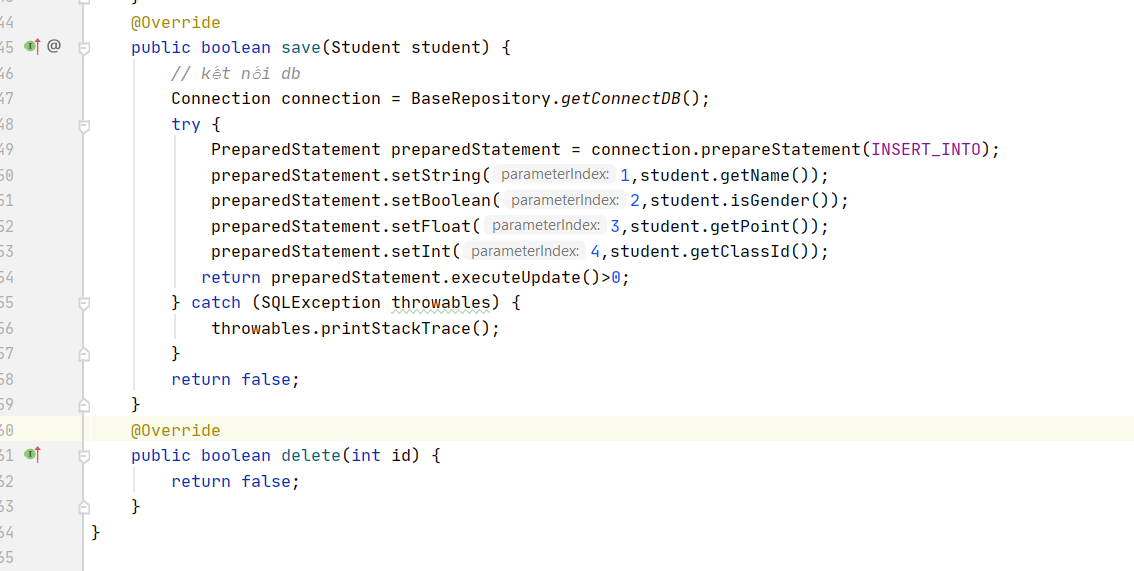 44 @Override
45 @ public boolean save(Student student) {
46 // kết nối db
47 Connection connection = BaseRepository.getConnectDB();
48 try {
49 PreparedStatement preparedStatement = connection.prepareStatement(INSERT_INTO);
50 preparedStatement.setString( parameterIndex: 1,student.getName());
51 preparedStatement.setBoolean( parameterIndex: 2,student.isGender());
52 preparedStatement.setFloat( parameterIndex: 3,student.getPoint());
53 preparedStatement.setInt( parameterIndex: 4,student.getClassId());
54 return preparedStatement.executeUpdate()>0;
55 } catch (SQLException throwables) {
56 throwables.printStackTrace();
57 }
58 return false;
59 }
60 @Override
61 public boolean delete(int id) {
62 return false;
63 }
64 }
65